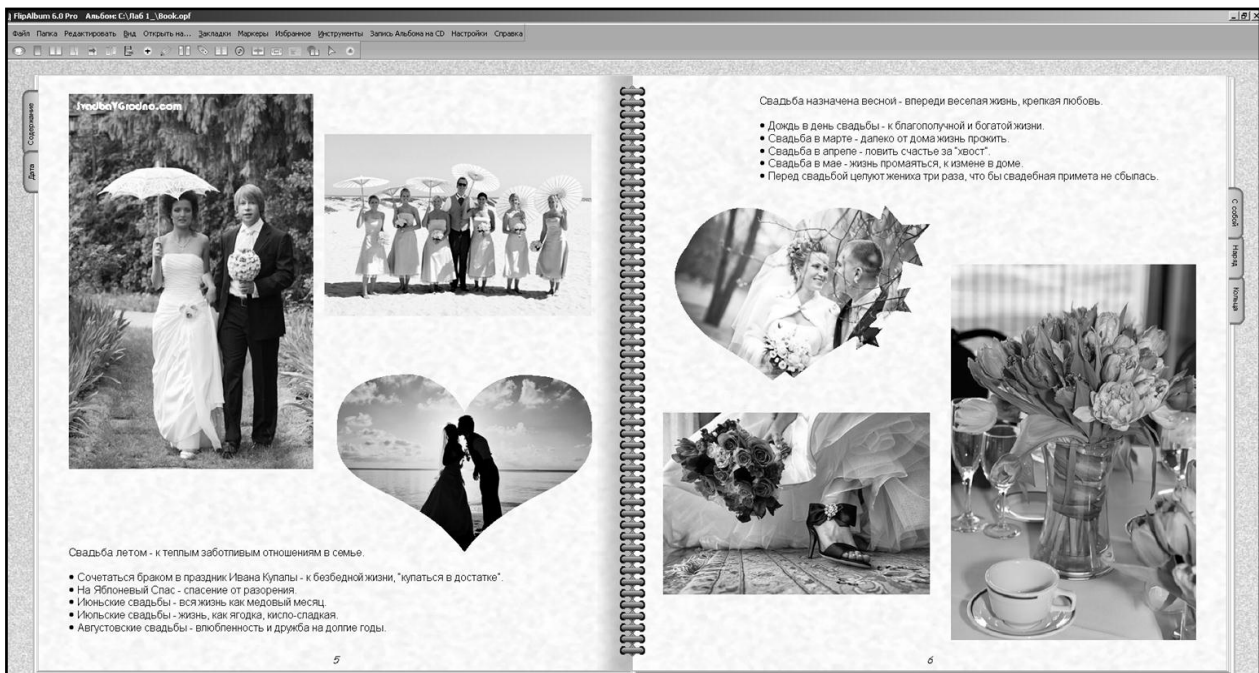 FlipAlbum 6.0 Pro Альбом: C:\Лаб 1_\Book.opf
Файл Папка Редактировать Вид Открыть на... Закладки Маркеры Избранное Инструменты Запись Альбома на CD Настройки Справка
Содержание
Дата
SvadbaVGrodno.com
Свадьба летом - к теплым заботливым отношениям в семье.
• Сочетаться браком в праздник Ивана Купалы - к безбедной жизни, "купаться в достатке".
• На Яблоневый Спас - спасение от разорения.
• Июньские свадьбы - вся жизнь как медовый месяц.
• Июльские свадьбы - жизнь, как ягодка, кисло-сладкая.
• Августовские свадьбы - влюбленность и дружба на долгие годы.
5
Свадьба назначена весной - впереди веселая жизнь, крепкая любовь.
• Дождь в день свадьбы - к благополучной и богатой жизни.
• Свадьба в марте - далеко от дома жизнь прожить.
• Свадьба в апреле - ловить счастье за "хвост".
• Свадьба в мае - жизнь промаяться, к измене в доме.
• Перед свадьбой целуют жениха три раза, что бы свадебная примета не сбылась.
С собой
Наряд
Кольца
6